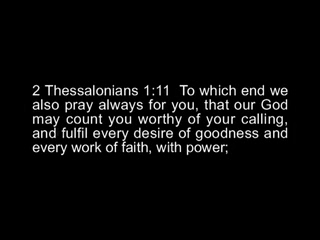 2 Thessalonians 1:11  To which end we
also pray always for you, that our God
may count you worthy of your calling,
and fulfil every desire of goodness and
every work of faith, with power;